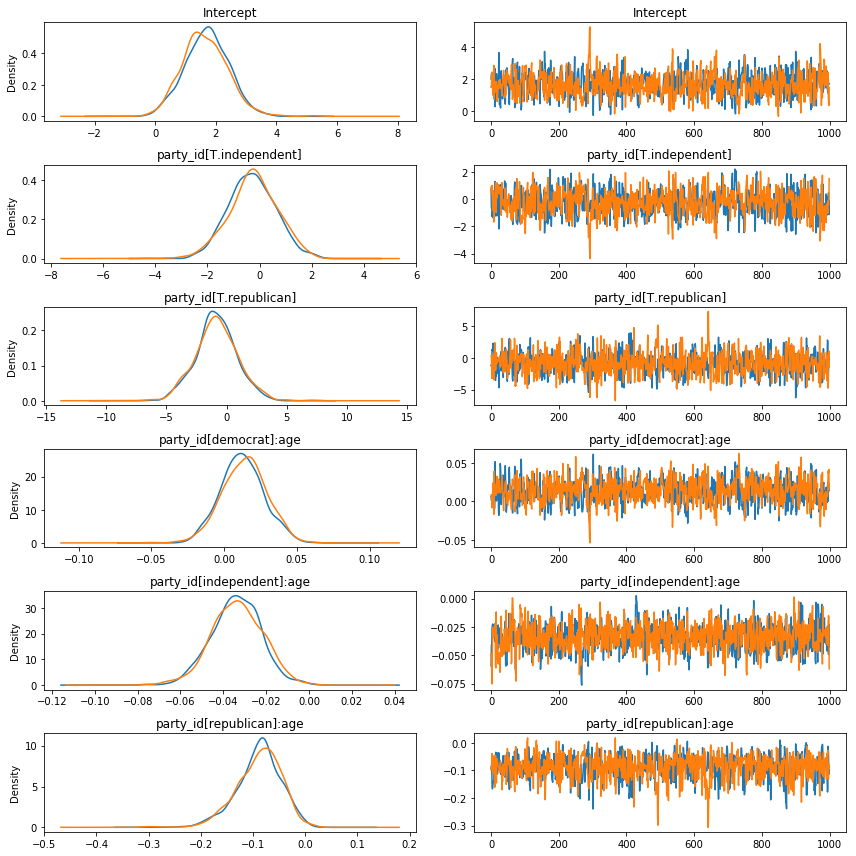 Intercept
Intercept
Density
0.4
0.2
0.0
−2 0 2 4 6 8
4
2
0
0 200 400 600 800 1000
party_id[T.independent]
party_id[T.independent]
Density
0.4
0.2
0.0
−8 −6 −4 −2 0 2 4 6
2
0
−2
−4
0 200 400 600 800 1000
party_id[T.republican]
party_id[T.republican]
Density
0.2
0.1
0.0
−15 −10 −5 0 5 10 15
5
0
−5
0 200 400 600 800 1000
party_id[democrat]:age
party_id[democrat]:age
Density
20
10
0
−0.10 −0.05 0.00 0.05 0.10
0.05
0.00
−0.05
0 200 400 600 800 1000
party_id[independent]:age
party_id[independent]:age
Density
30
20
10
0
−0.12 −0.10 −0.08 −0.06 −0.04 −0.02 0.00 0.02 0.04
0.000
−0.025
−0.050
−0.075
0 200 400 600 800 1000
party_id[republican]:age
party_id[republican]:age
Density
10
5
0
−0.5 −0.4 −0.3 −0.2 −0.1 0.0 0.1 0.2
0.0
−0.1
−0.2
−0.3
0 200 400 600 800 1000